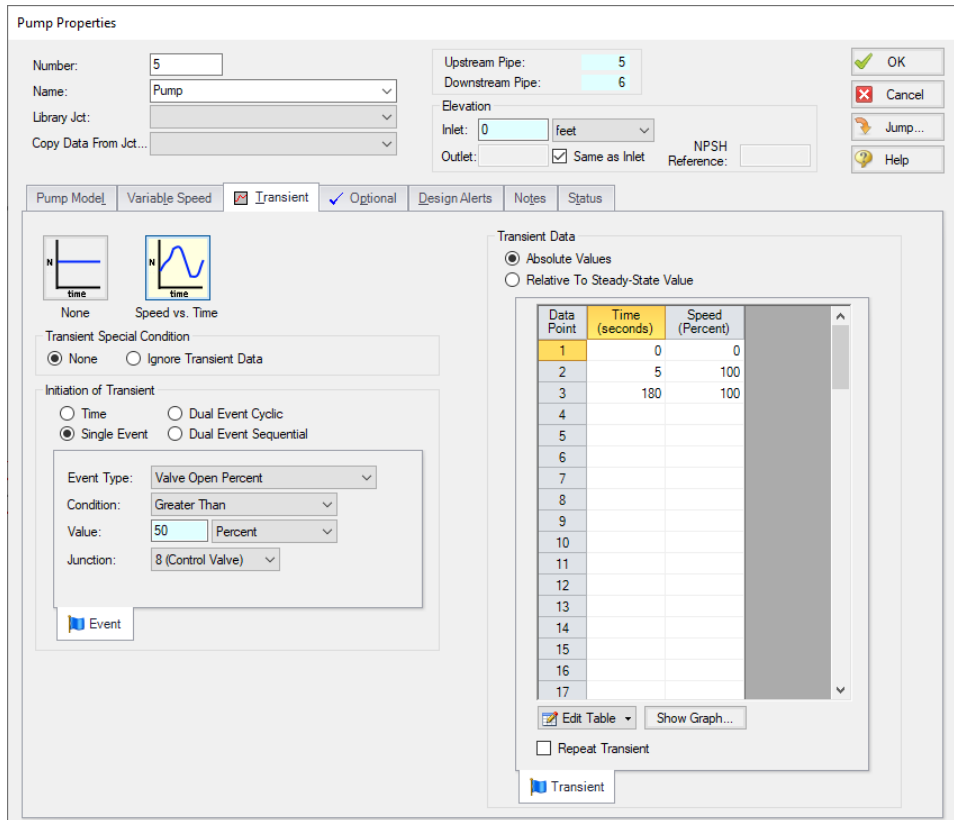 Pump Properties
Number: 5
Name: Pump
Library Jct:
Copy Data From Jct...
Upstream Pipe: 5
Downstream Pipe: 6
Elevation
Inlet: 0 feet
Outlet: Same as Inlet
NPSH
Reference:
OK
Cancel
Jump...
Help
Pump Model Variable Speed Transient Optional Design Alerts Notes Status
N
time
None
N
time
Speed vs. Time
Transient Special Condition
None Ignore Transient Data
Initiation of Transient
Time Dual Event Cyclic
Single Event Dual Event Sequential
Event Type: Valve Open Percent
Condition: Greater Than
Value: 50 Percent
Junction: 8 (Control Valve)
Event
Transient Data
Absolute Values
Relative To Steady-State Value
Data Time Speed
Point (seconds) (Percent)
1 0 0
2 5 100
3 180 100
4
5
6
7
8
9
10
11
12
13
14
15
16
17
Edit Table Show Graph...
Repeat Transient
Transient